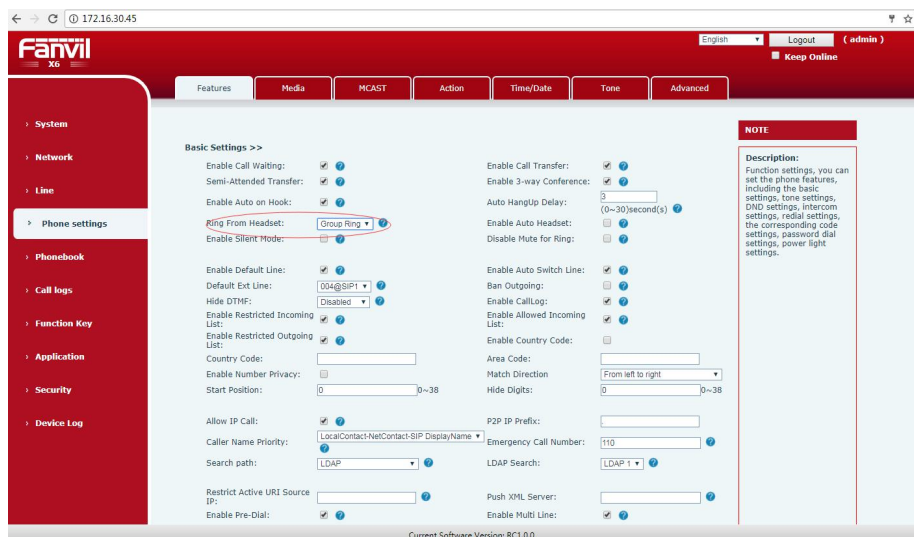 172.16.30.45
Fanvil
X6
English
Logout
( admin )
Keep Online
Features
Media
MCAST
Action
Time/Date
Tone
Advanced
› System
› Network
› Line
› Phone settings
› Phonebook
› Call logs
› Function Key
› Application
› Security
› Device Log
Basic Settings >>
Enable Call Waiting: ?
Enable Call Transfer: ?
Semi-Attended Transfer: ?
Enable 3-way Conference: ?
Enable Auto on Hook: ?
Auto HangUp Delay: 3
(0~30)second(s) ?
Ring From Headset: Group Ring ?
Enable Auto Headset: ?
Enable Silent Mode: ?
Disable Mute for Ring: ?
Enable Default Line: ?
Enable Auto Switch Line: ?
Default Ext Line: 004@SIP1 ?
Ban Outgoing: ?
Hide DTMF: Disabled ?
Enable CallLog: ?
Enable Restricted Incoming
List: ?
Enable Allowed Incoming
List: ?
Enable Restricted Outgoing
List: ?
Enable Country Code:
Country Code:
Area Code:
Enable Number Privacy:
Match Direction From left to right
Start Position: 0 0~38
Hide Digits: 0 0~38
Allow IP Call: ?
P2P IP Prefix: .
Caller Name Priority: LocalContact-NetContact-SIP DisplayName ?
Emergency Call Number: 110 ?
Search path: LDAP ?
LDAP Search: LDAP 1 ?
Restrict Active URI Source
IP: ?
Push XML Server: ?
Enable Pre-Dial: ?
Enable Multi Line: ?
NOTE
Description:
Function settings, you can
set the phone features,
including the basic
settings, tone settings,
DND settings, intercom
settings, redial settings,
the corresponding code
settings, password dial
settings, power light
settings.
Current Software Version: RC1.0.0